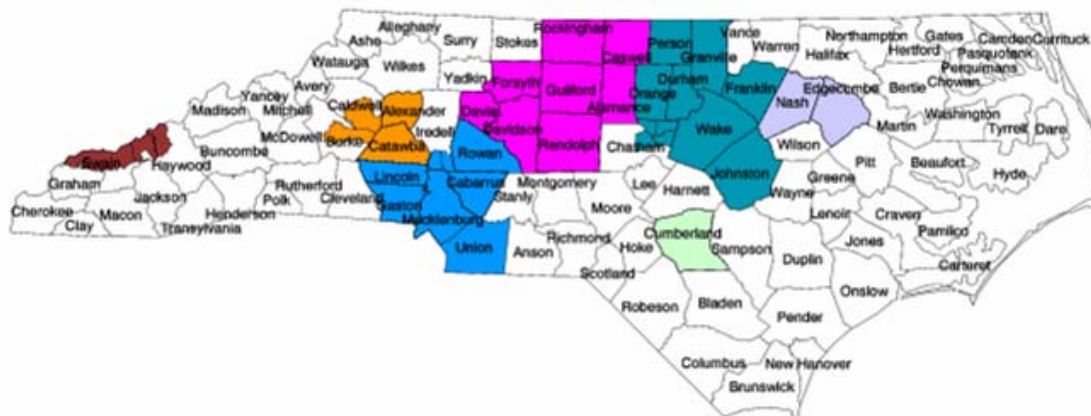 Alleghany
Ashe
Surry
Stokes
Rockingham
Caswell
Person
Granville
Vance
Warren
Northampton
Gates
Camden
Currituck
Pasquotank
Perquimans
Hertford
Halifax
Chowan
Bertie
Watauga
Wilkes
Yadkin
Forsyth
Guilford
Alamance
Orange
Durham
Franklin
Nash
Edgecombe
Martin
Washington
Tyrrell
Dare
Avery
Yancey
Mitchell
Madison
Caldwell
Alexander
Iredell
Davie
Davidson
Randolph
Chatham
Wake
Wilson
Pitt
Beaufort
Hyde
Swain
Haywood
Buncombe
McDowell
Burke
Catawba
Rowan
Johnston
Greene
Graham
Jackson
Rutherford
Lincoln
Cabarrus
Montgomery
Lee
Harnett
Wayne
Lenoir
Craven
Pamlico
Cherokee
Macon
Clay
Transylvania
Henderson
Polk
Cleveland
Gaston
Mecklenburg
Stanly
Moore
Union
Anson
Richmond
Hoke
Scotland
Cumberland
Sampson
Duplin
Jones
Carteret
Onslow
Robeson
Bladen
Pender
Columbus
New Hanover
Brunswick